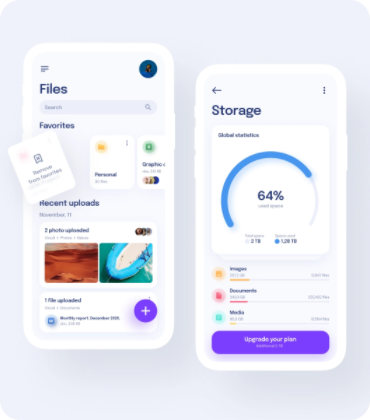 Files
Search
Favorites
Remove
from favorites
Personal
Graphic
Recent uploads
November, 11
2 photo uploaded
1 file uploaded
Monthly report. December 2020.
Storage
Global statistics
64%
used space
Total space
2 TB
Space used
1,28 TB
Images
Documents
Media
Upgrade your plan